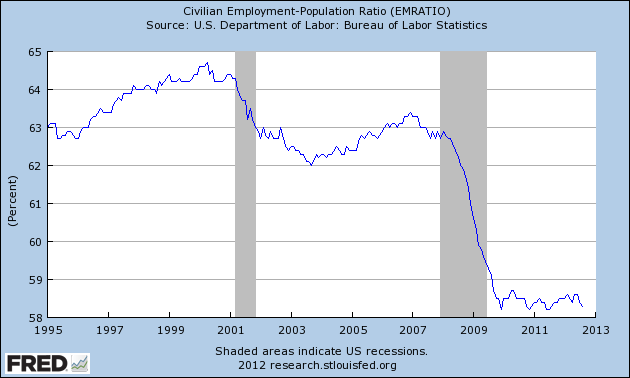 Civilian Employment-Population Ratio (EMRATIO)
Source: U.S. Department of Labor: Bureau of Labor Statistics
65
64
63
62
61
60
59
58
(Percent)
1995 1997 1999 2001 2003 2005 2007 2009 2011 2013
Shaded areas indicate US recessions.
2012 research.stlouisfed.org
FRED